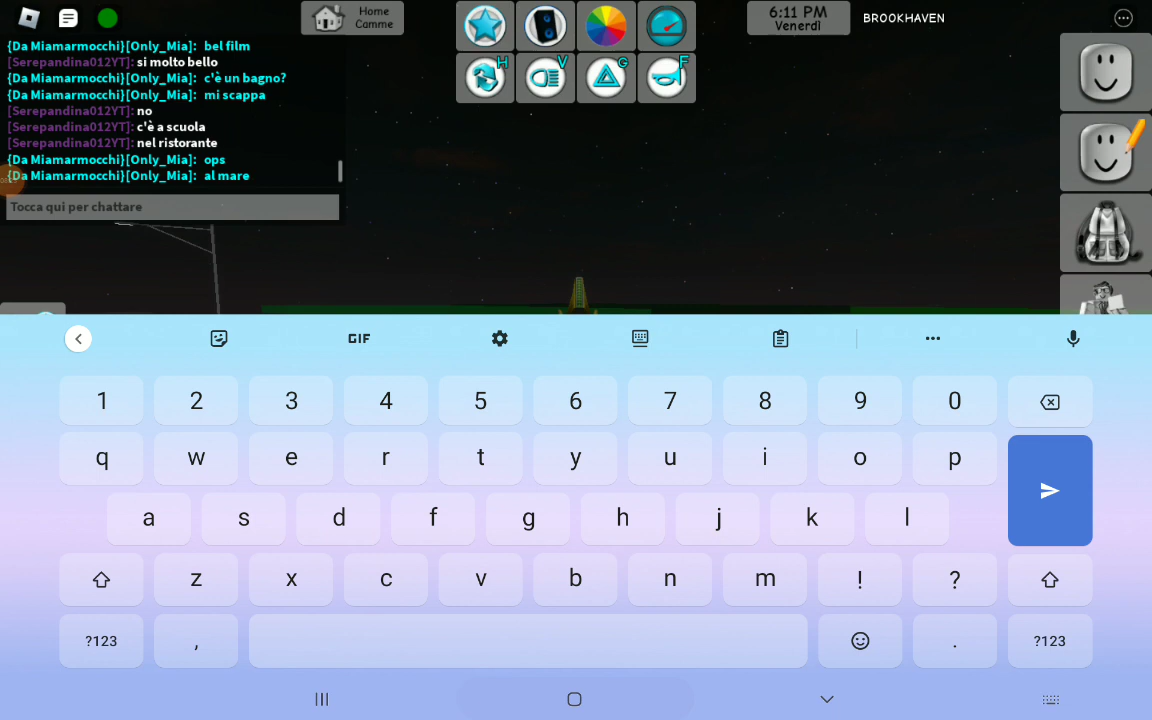 Home
Camme
6:11 PM
Venerdì
BROOKHAVEN
{Da Miamarmocchi}[Only_Mia]: bel film
[Serepandina012YT]: si molto bello
{Da Miamarmocchi}[Only_Mia]: c'è un bagno?
{Da Miamarmocchi}[Only_Mia]: mi scappa
[Serepandina012YT]: no
[Serepandina012YT]: c'è a scuola
[Serepandina012YT]: nel ristorante
{Da Miamarmocchi}[Only_Mia]: ops
{Da Miamarmocchi}[Only_Mia]: al mare
Tocca qui per chattare
H
V
G
F
GIF
1 2 3 4 5 6 7 8 9 0
q w e r t y u i o p
a s d f g h j k l
z x c v b n m ! ?
?123 , . ?123